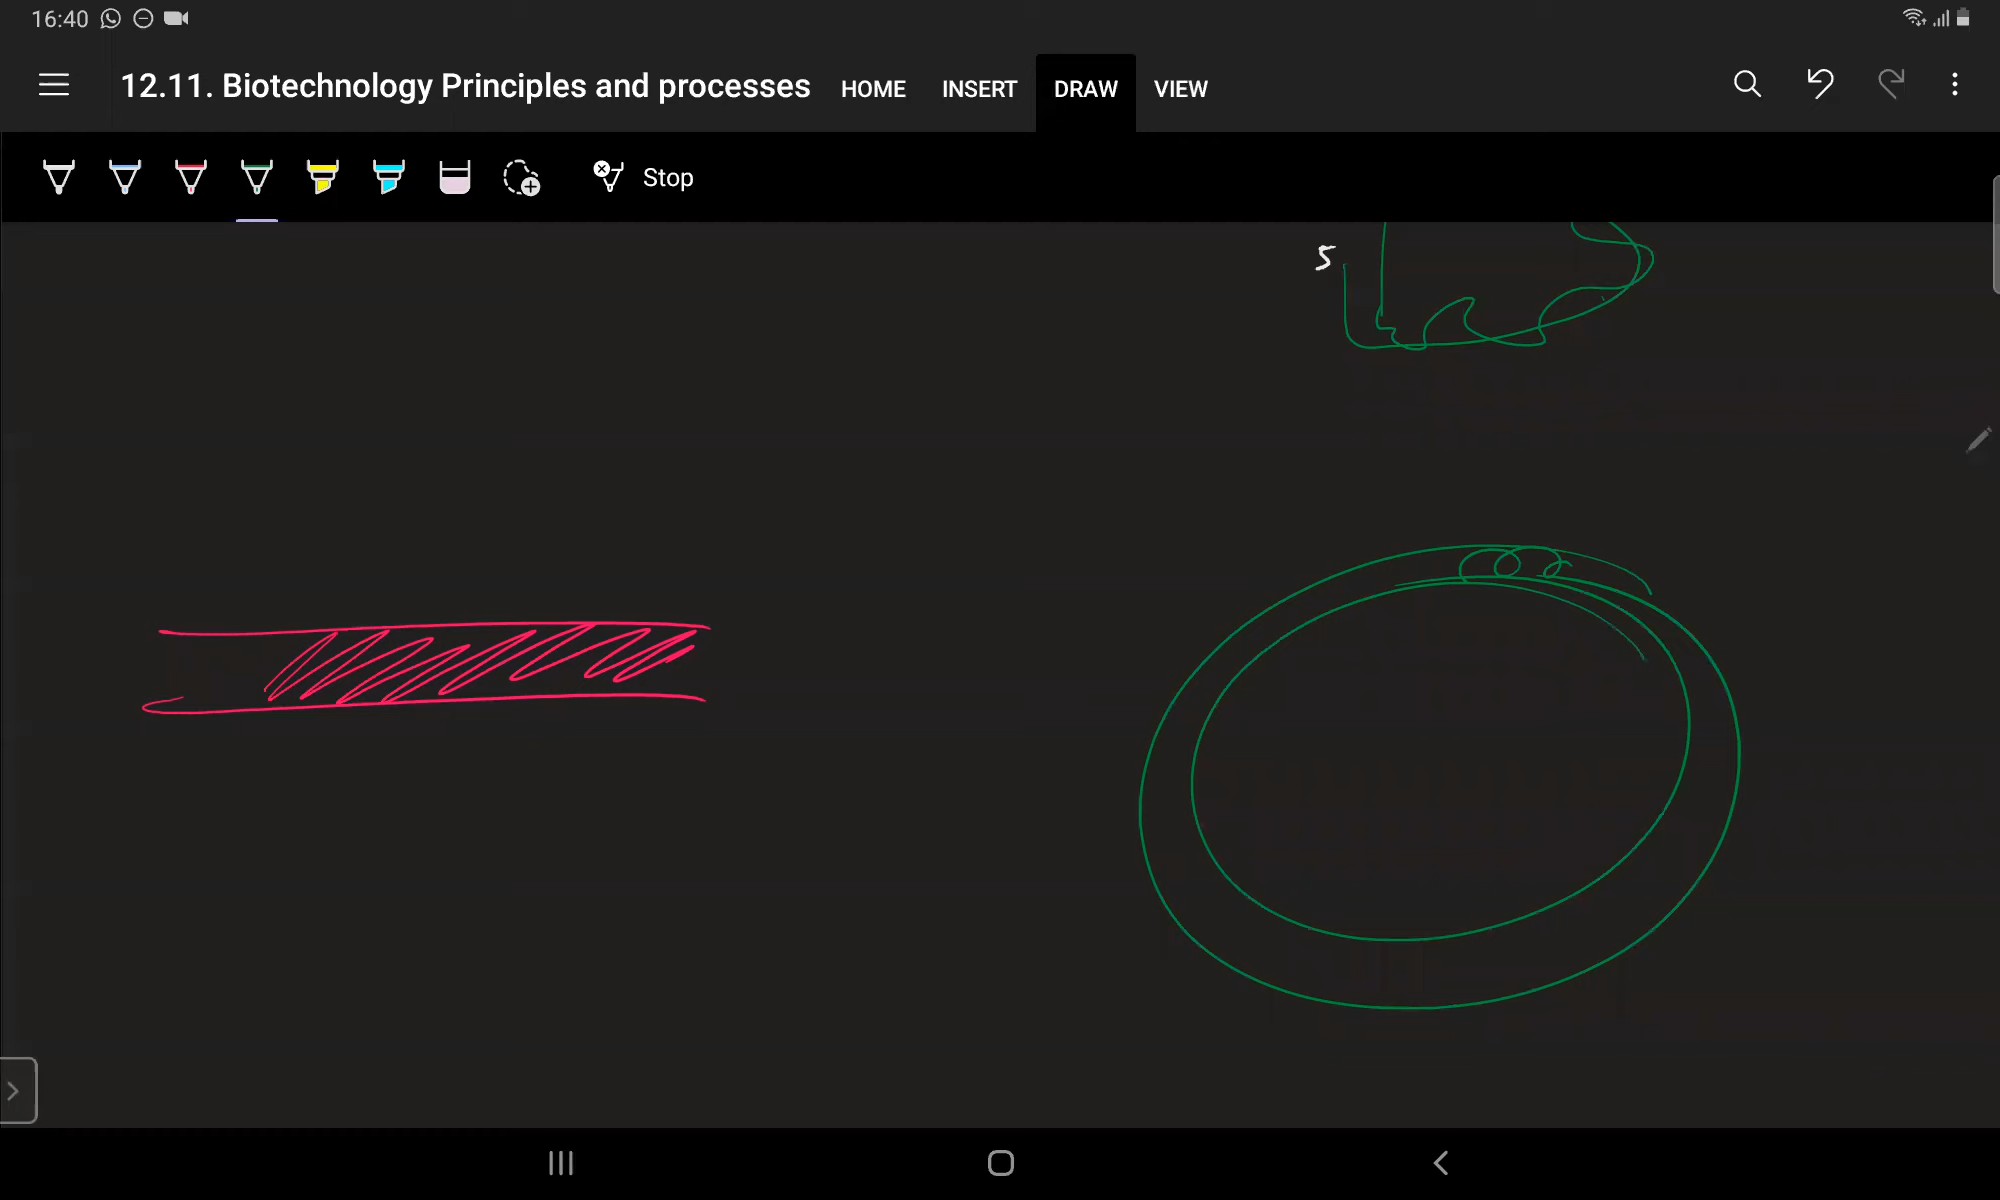 16:40
12.11. Biotechnology Principles and processes HOME INSERT DRAW VIEW
Stop
5